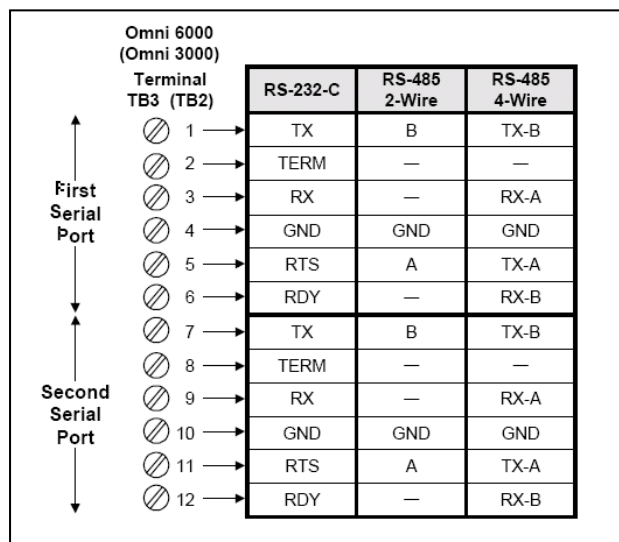 Omni 6000
(Omni 3000)
Terminal
TB3 (TB2)
RS-232-C
RS-485
2-Wire
RS-485
4-Wire
First
Serial
Port
1 TX B TX-B
2 TERM — —
3 RX — RX-A
4 GND GND GND
5 RTS A TX-A
6 RDY — RX-B
Second
Serial
Port
7 TX B TX-B
8 TERM — —
9 RX — RX-A
10 GND GND GND
11 RTS A TX-A
12 RDY — RX-B